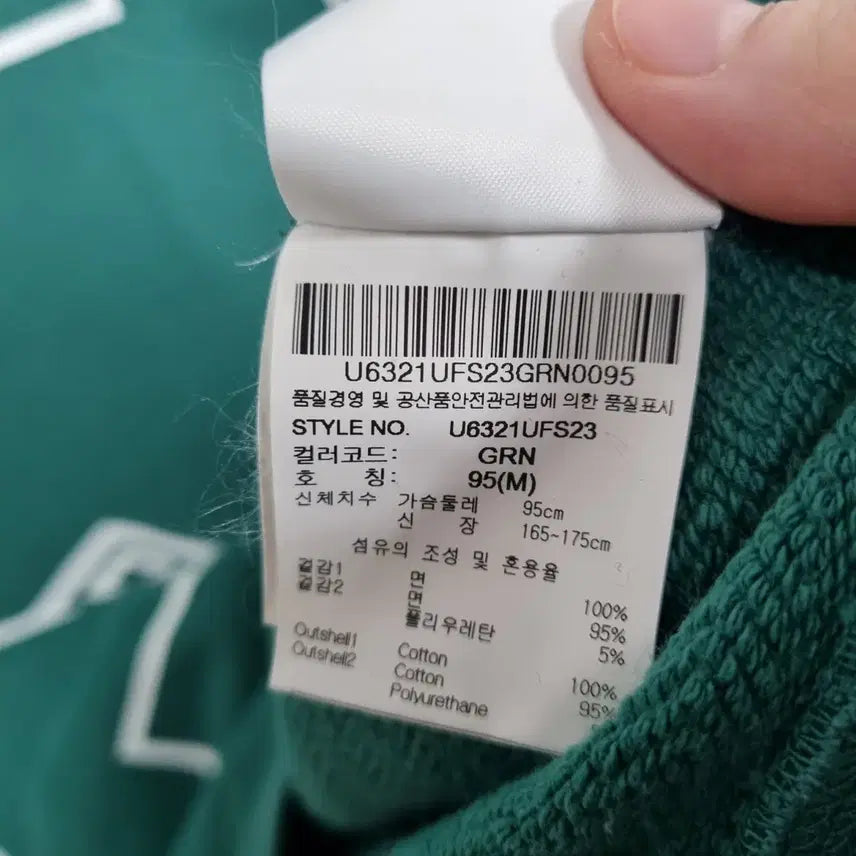 U6321UFS23GRN0095
품질경영 및 공산품안전관리법에 의한 품질표시
STYLE NO. U6321UFS23
컬러코드: GRN
호 칭: 95(M)
신체치수 가슴둘레 95cm
신 장 165~175cm
섬유의 조성 및 혼용율
겉감1 면 100%
겉감2 면 95%
폴리우레탄 5%
Outshell1 Cotton 100%
Outshell2 Cotton 95%
Polyurethane